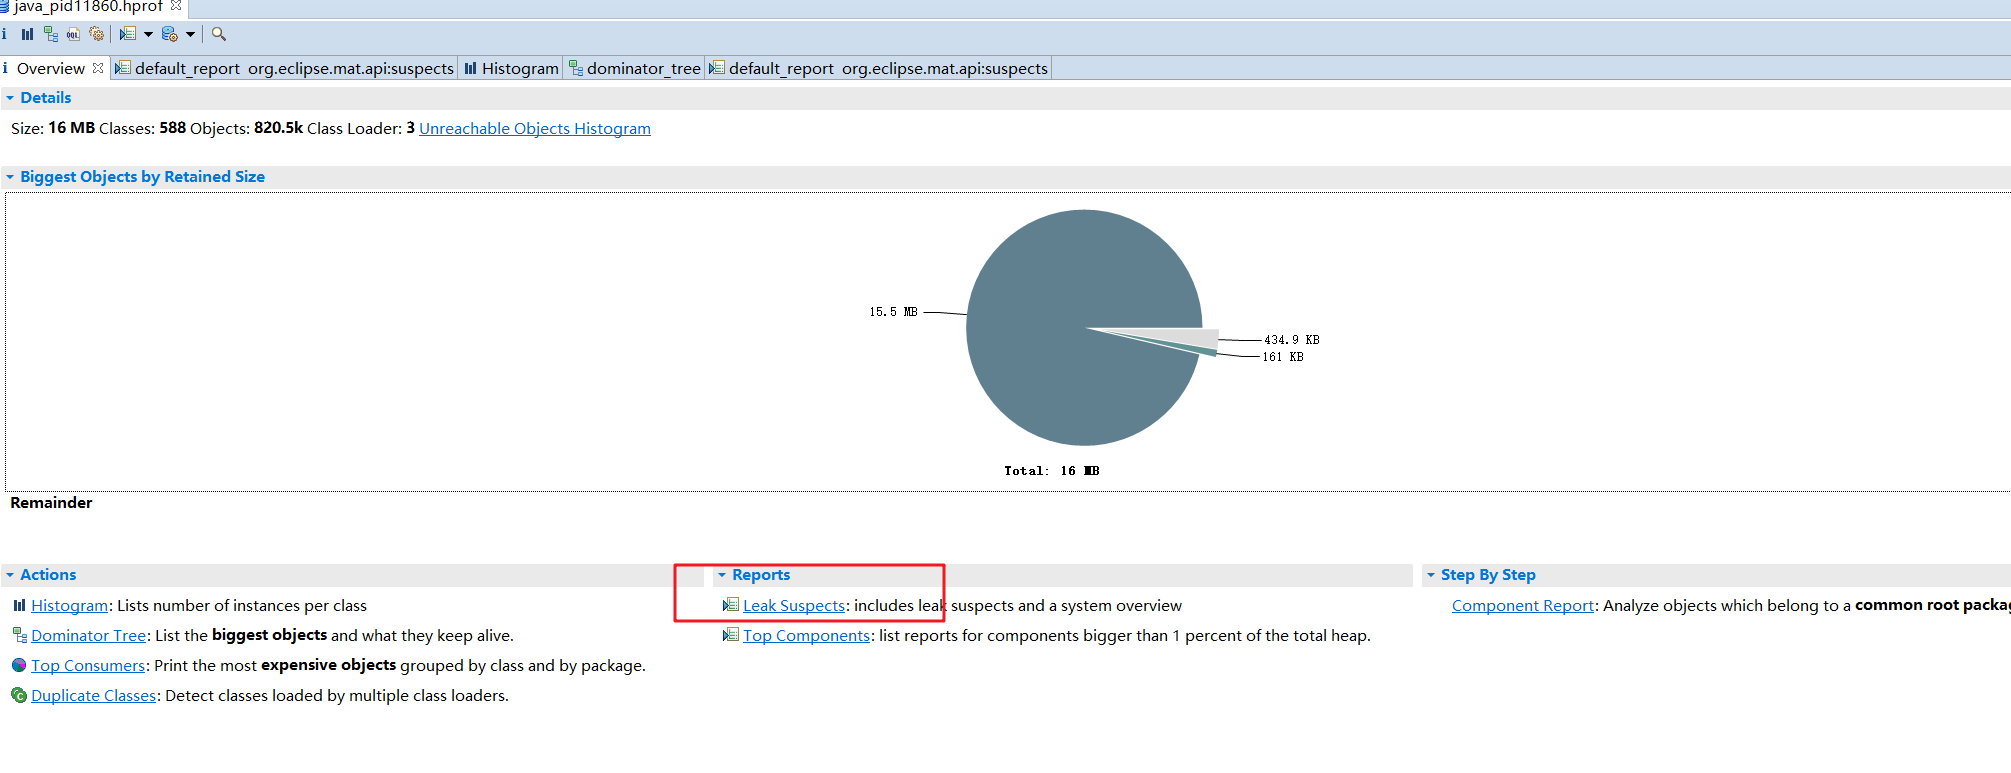 java_pid11860.hprof
Overview default_report org.eclipse.mat.api:suspects Histogram dominator_tree default_report org.eclipse.mat.api:suspects
Details
Size: 16 MB Classes: 588 Objects: 820.5k Class Loader: 3 Unreachable Objects Histogram
Biggest Objects by Retained Size
15.5 MB
434.9 KB
161 KB
Total: 16 MB
Remainder
Actions
Histogram: Lists number of instances per class
Dominator Tree: List the biggest objects and what they keep alive.
Top Consumers: Print the most expensive objects grouped by class and by package.
Duplicate Classes: Detect classes loaded by multiple class loaders.
Reports
Leak Suspects: includes leak suspects and a system overview
Top Components: list reports for components bigger than 1 percent of the total heap.
Step By Step
Component Report: Analyze objects which belong to a common root packa